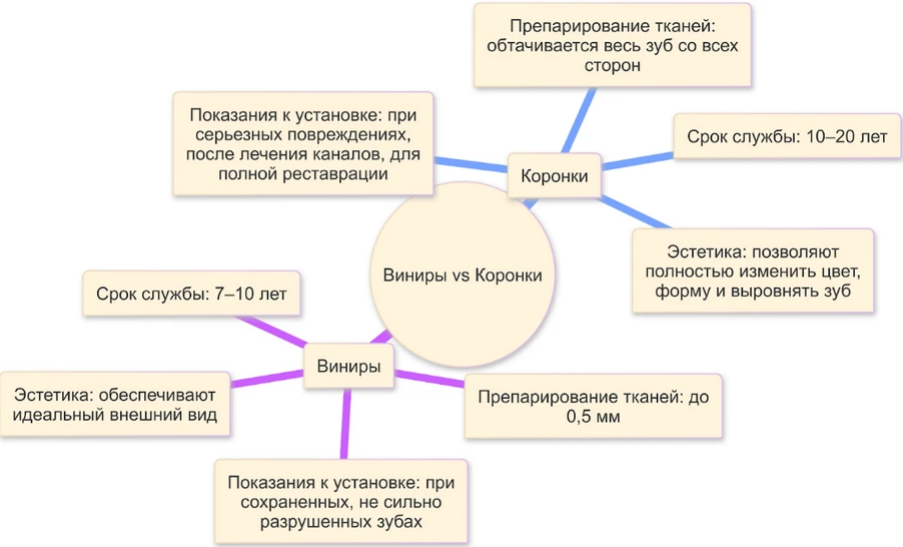 Препарирование тканей:
обтачивается весь зуб со всех
сторон
Показания к установке: при
серьезных повреждениях,
после лечения каналов, для
полной реставрации
Срок службы: 10–20 лет
Коронки
Эстетика: позволяют
полностью изменить цвет,
форму и выровнять зуб
Виниры vs Коронки
Срок службы: 7–10 лет
Виниры
Эстетика: обеспечивают
идеальный внешний вид
Препарирование тканей: до
0,5 мм
Показания к установке: при
сохраненных, не сильно
разрушенных зубах